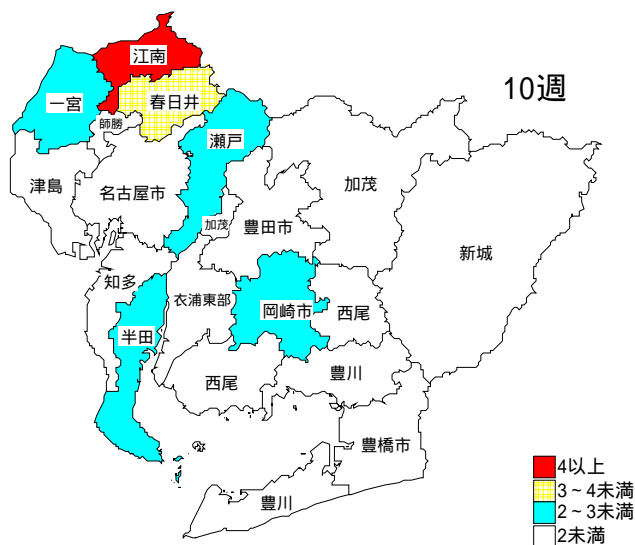 10週
江南
一宮
春日井
師勝
瀬戸
津島
名古屋市
加茂
加茂
豊田市
新城
知多
衣浦東部
岡崎市
西尾
半田
西尾
豊川
豊橋市
豊川
4以上
3~4未満
2~3未満
2未満